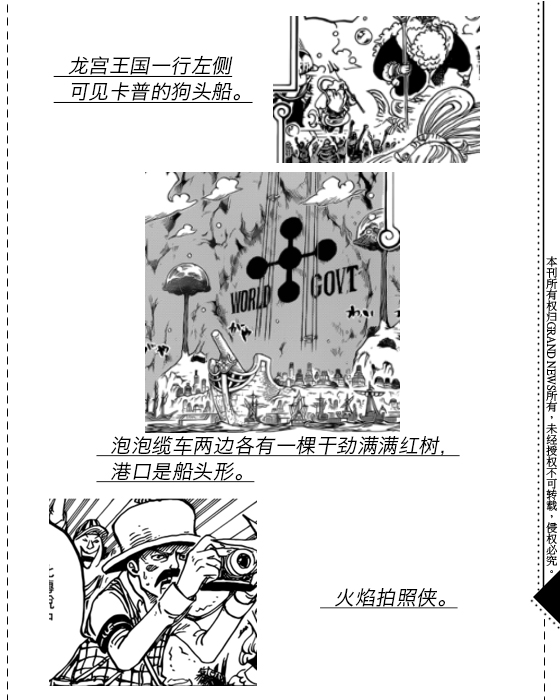 龙宫王国一行左侧
可见卡普的狗头船。
WORLD GOVT
泡泡缆车两边各有一棵干劲满满红树，
港口是船头形。
火焰拍照侠。
本刊所有权归GRAND NEWS所有，未经授权不可转载，侵权必究。